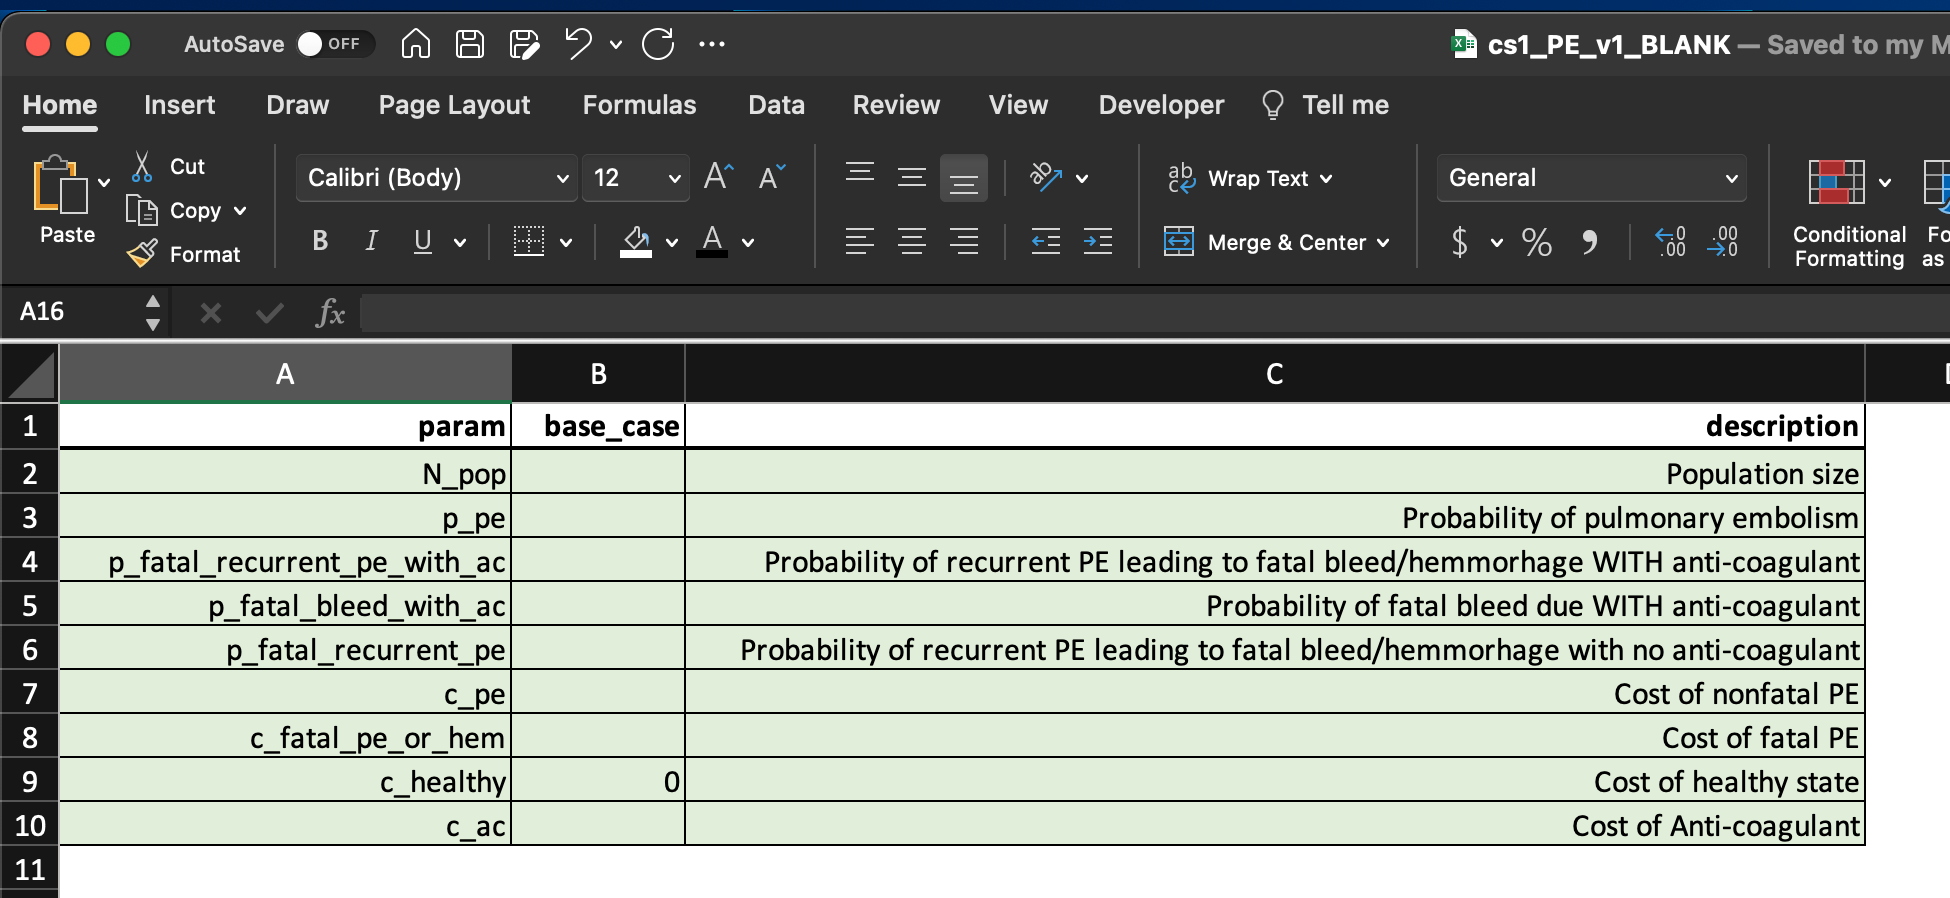 AutoSave OFF cs1_PE_v1_BLANK — Saved to my M
Home Insert Draw Page Layout Formulas Data Review View Developer Tell me
Paste
Cut
Copy
Format
Calibri (Body) 12
Wrap Text
Merge & Center
General
Conditional Formatting
Fo
as
A16 fx
A B C
1 param base_case description
2 N_pop Population size
3 p_pe Probability of pulmonary embolism
4 p_fatal_recurrent_pe_with_ac Probability of recurrent PE leading to fatal bleed/hemmorhage WITH anti-coagulant
5 p_fatal_bleed_with_ac Probability of fatal bleed due WITH anti-coagulant
6 p_fatal_recurrent_pe Probability of recurrent PE leading to fatal bleed/hemmorhage with no anti-coagulant
7 c_pe Cost of nonfatal PE
8 c_fatal_pe_or_hem Cost of fatal PE
9 c_healthy 0 Cost of healthy state
10 c_ac Cost of Anti-coagulant
11